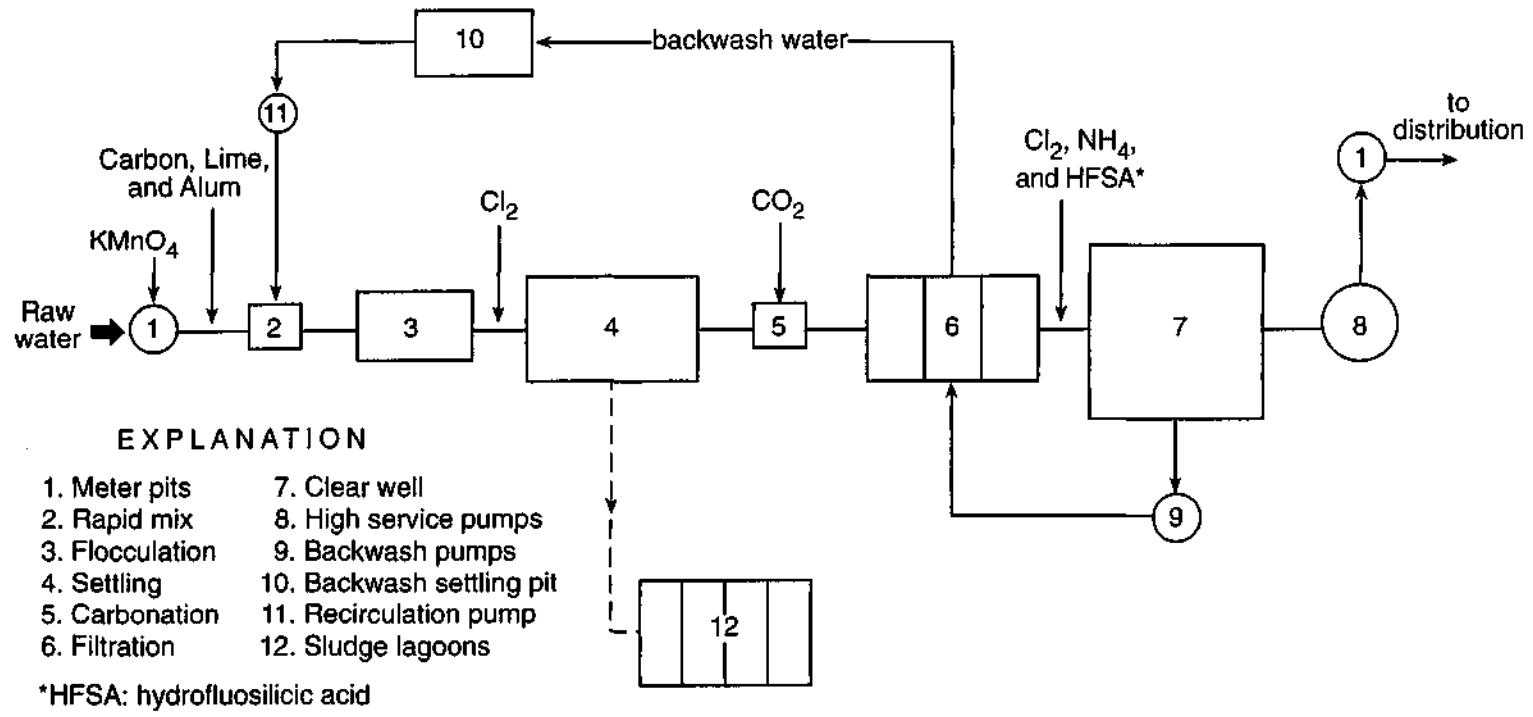 10
backwash water
11
to
distribution
Carbon, Lime,
and Alum
Cl2, NH4,
and HFSA*
1
Cl2
CO2
KMnO4
Raw
water
1
2
3
4
5
6
7
8
9
12
EXPLANATION
1. Meter pits
2. Rapid mix
3. Flocculation
4. Settling
5. Carbonation
6. Filtration
7. Clear well
8. High service pumps
9. Backwash pumps
10. Backwash settling pit
11. Recirculation pump
12. Sludge lagoons
*HFSA: hydrofluosilicic acid